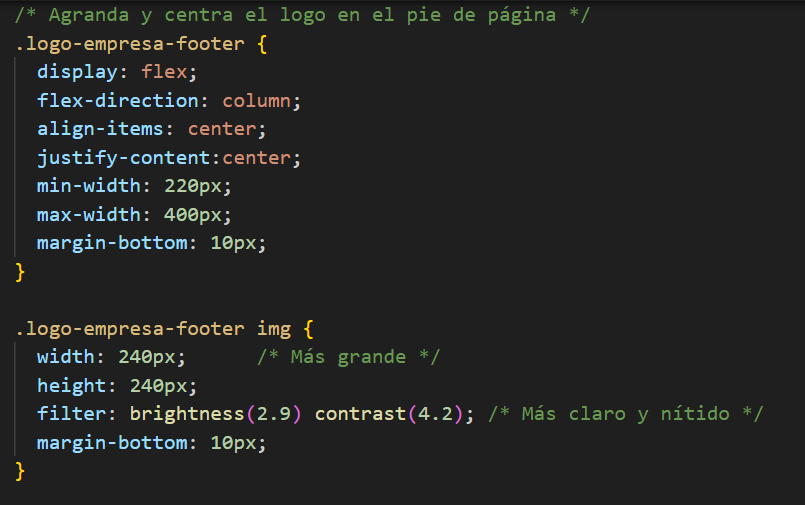 /* Agranda y centra el logo en el pie de página */
.logo-empresa-footer {
  display: flex;
  flex-direction: column;
  align-items: center;
  justify-content:center;
  min-width: 220px;
  max-width: 400px;
  margin-bottom: 10px;
}

.logo-empresa-footer img {
  width: 240px;      /* Más grande */
  height: 240px;
  filter: brightness(2.9) contrast(4.2); /* Más claro y nítido */
  margin-bottom: 10px;
}